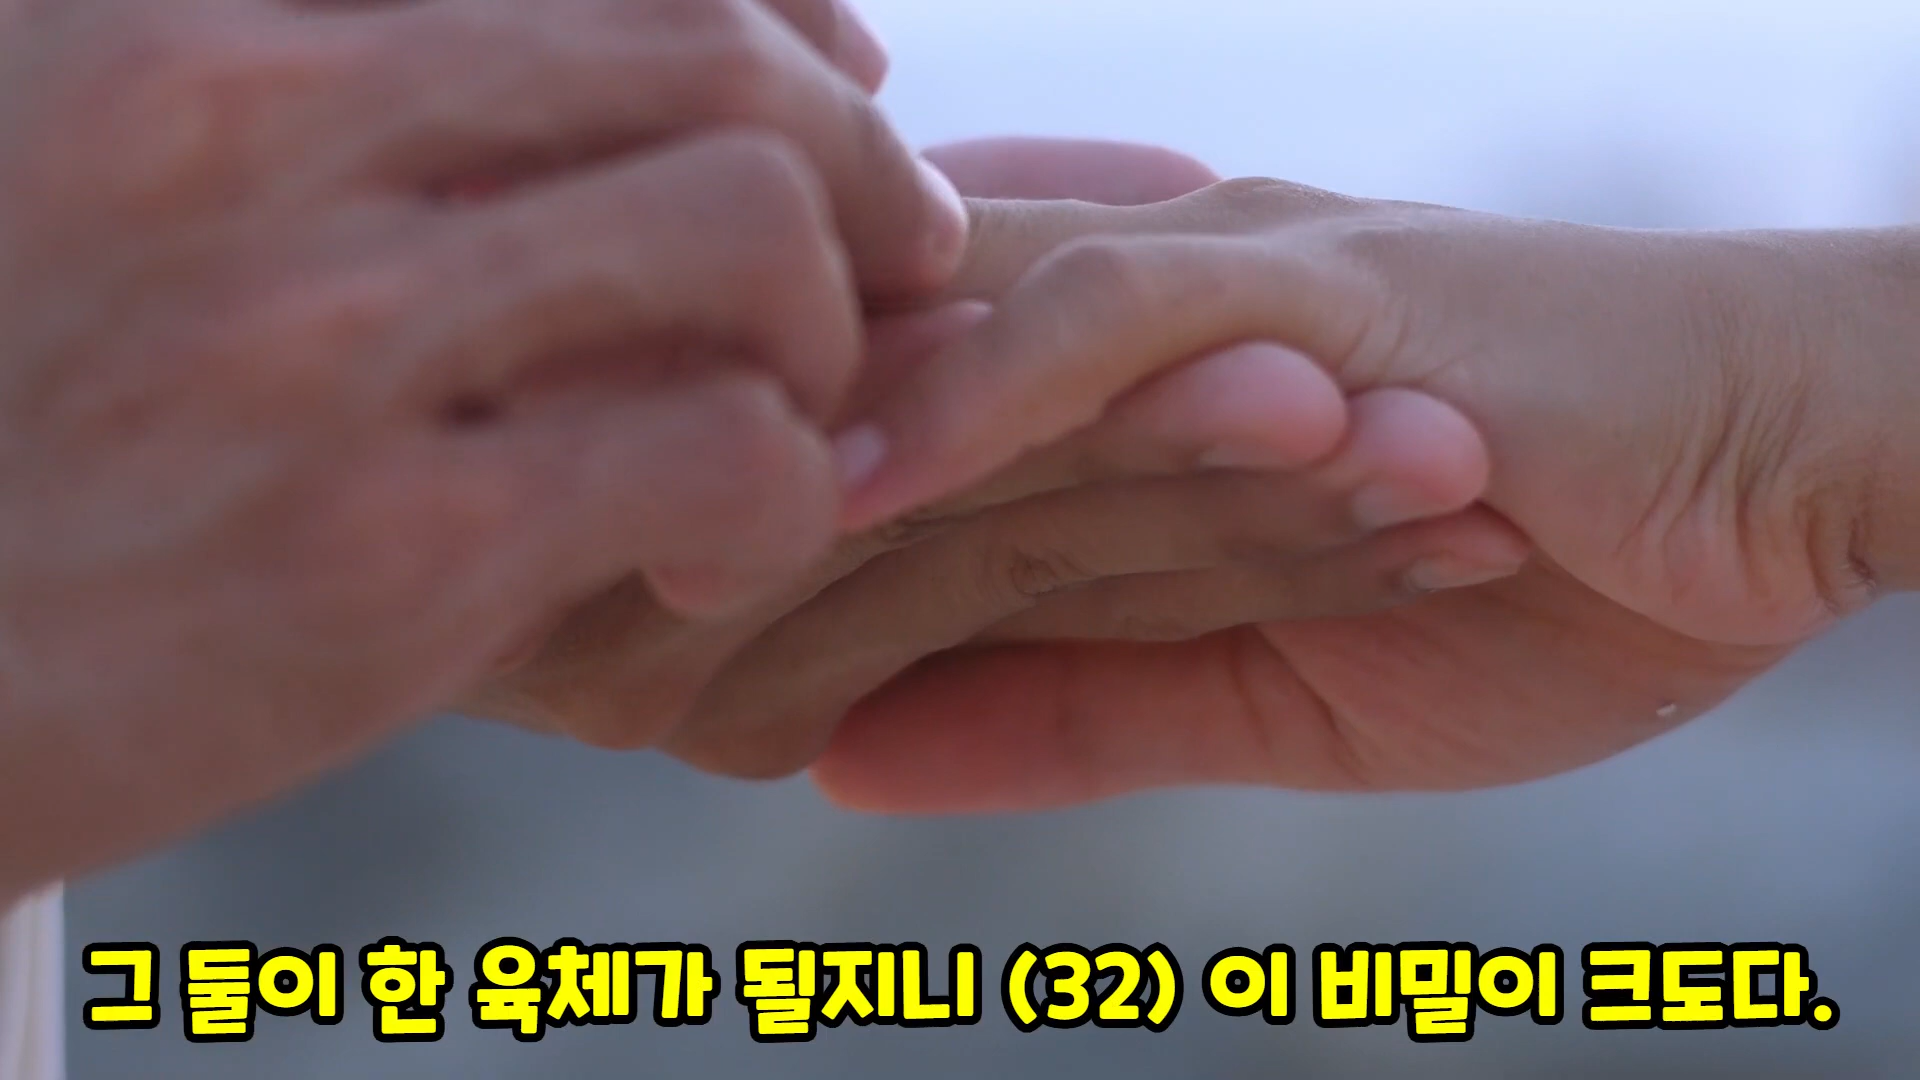 그 둘이 한 육체가 될지니 (32) 이 비밀이 크도다.